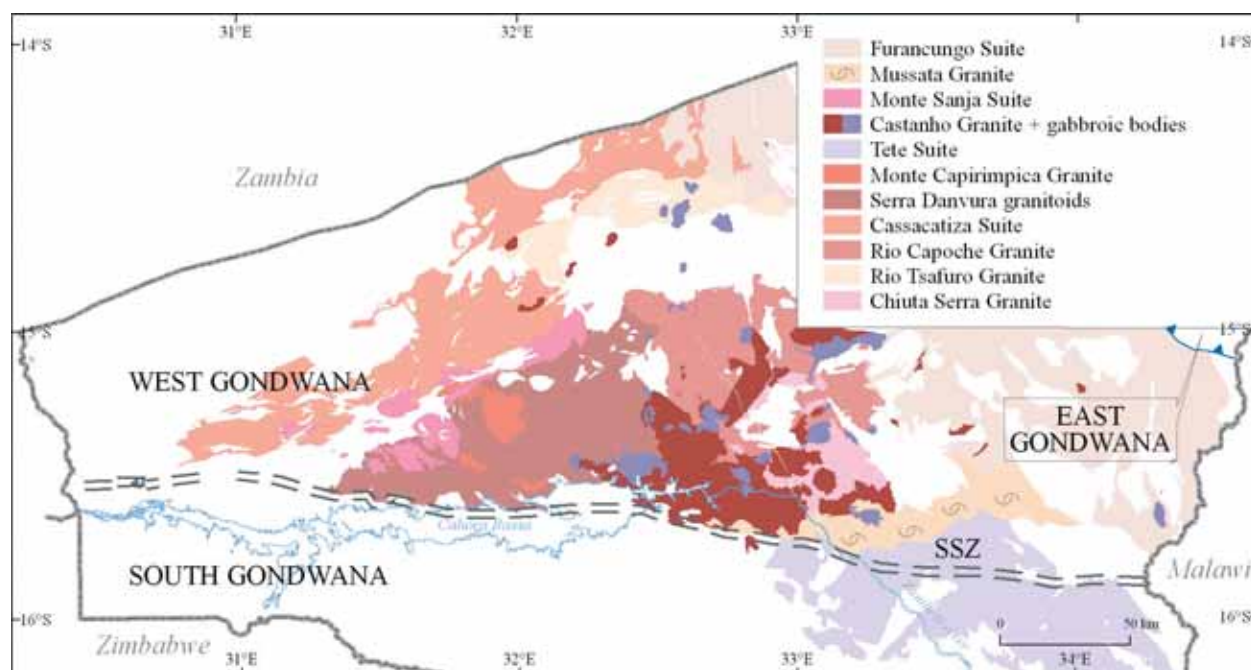 31°E
32°E
33°E
14°S
14°S
Furancungo Suite
Mussata Granite
Monte Sanja Suite
Castanho Granite + gabbroic bodies
Tete Suite
Monte Capirimpica Granite
Serra Danvura granitoids
Cassacatiza Suite
Rio Capoche Granite
Rio Tsafuro Granite
Chiuta Serra Granite
Zambia
15°S
15°S
WEST GONDWANA
EAST
GONDWANA
Cahora Bassa
SSZ
SOUTH GONDWANA
Malawi
16°S
16°S
Zimbabwe
0
50 km
31°E
32°E
33°E
34°E